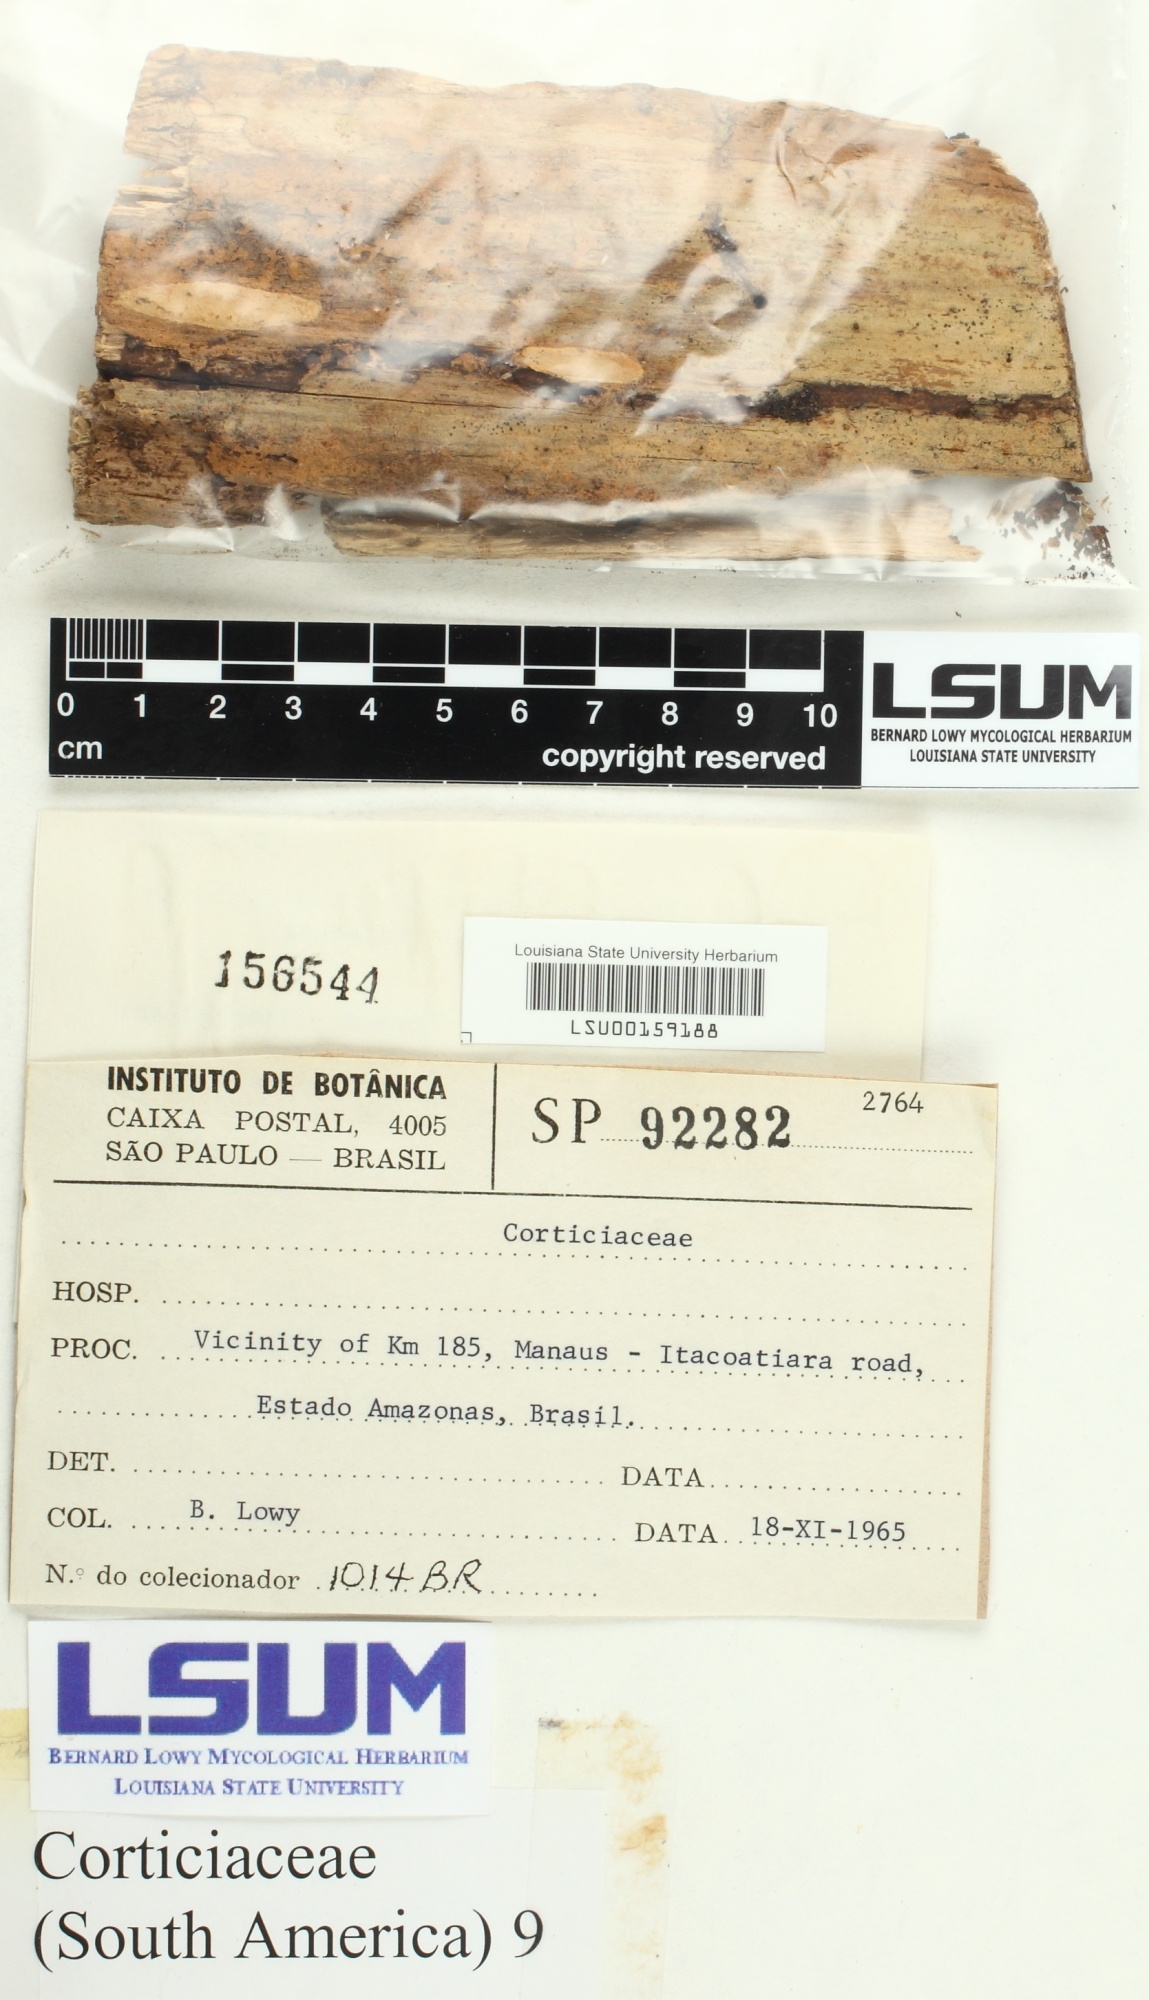 0 1 2 3 4 5 6 7 8 9 10
cm
copyright reserved
LSUM
BERNARD LOWY MYCOLOGICAL HERBARIUM
LOUISIANA STATE UNIVERSITY
156544
Louisiana State University Herbarium
LSU00159188
INSTITUTO DE BOTÂNICA
CAIXA POSTAL, 4005
SÃO PAULO — BRASIL
SP 92282
2764
Corticiaceae
HOSP.
PROC. Vicinity of Km 185, Manaus - Itacoatiara road,
Estado Amazonas, Brasil.
DET. DATA
COL. B. Lowy DATA 18-XI-1965
N.º do colecionador 1014 BR
LSUM
BERNARD LOWY MYCOLOGICAL HERBARIUM
LOUISIANA STATE UNIVERSITY
Corticiaceae
(South America) 9